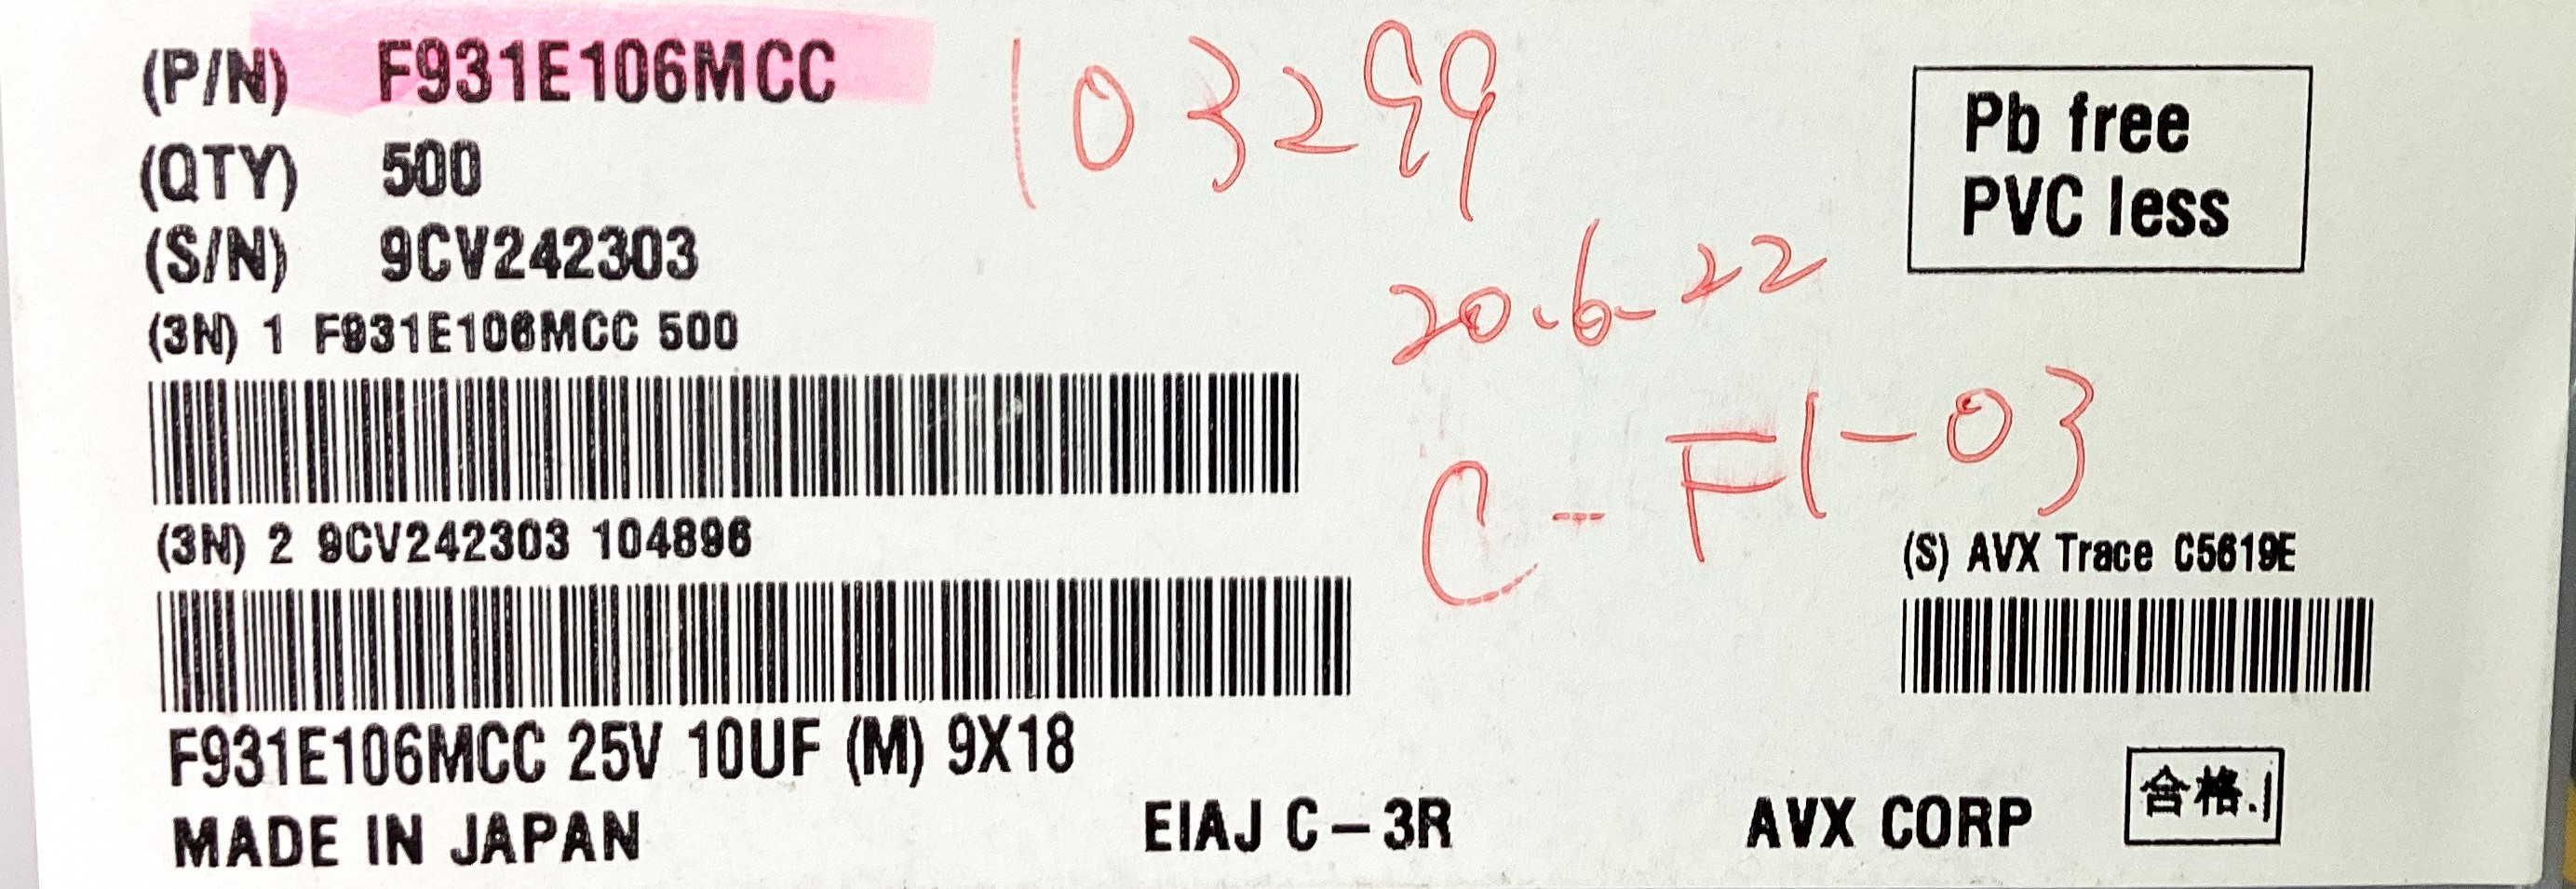 (P/N) F931E106MCC
103299
(QTY) 500
(S/N) 9CV242303
Pb free
PVC less
20.6.22
(3N) 1 F931E106MCC 500
C-F1-03
(3N) 2 9CV242303 104896
(S) AVX Trace C5619E
F931E106MCC 25V 10UF (M) 9X18
MADE IN JAPAN
EIAJ C-3R
AVX CORP
合格.1